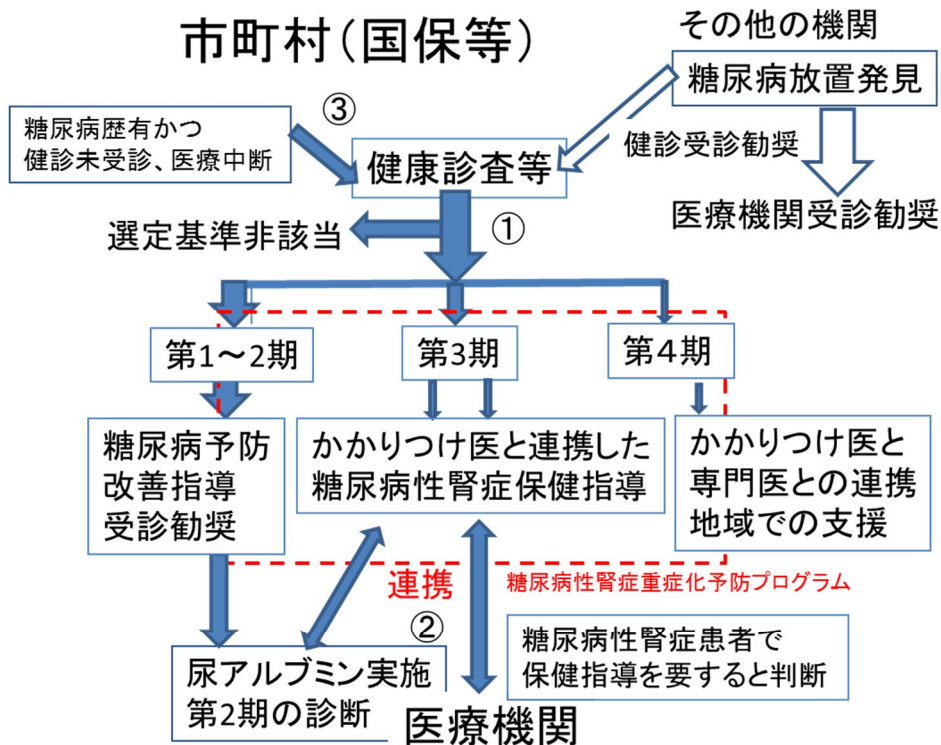 市町村(国保等)
その他の機関
糖尿病放置発見
③
糖尿病歴有かつ
健診未受診、医療中断
健康診査等
健診受診勧奨
医療機関受診勧奨
選定基準非該当
①
第1～2期
第3期
第4期
糖尿病予防
改善指導
受診勧奨
かかりつけ医と連携した
糖尿病性腎症保健指導
かかりつけ医と
専門医との連携
地域での支援
連携
糖尿病性腎症重症化予防プログラム
②
尿アルブミン実施
第2期の診断
糖尿病性腎症患者で
保健指導を要すると判断
医療機関